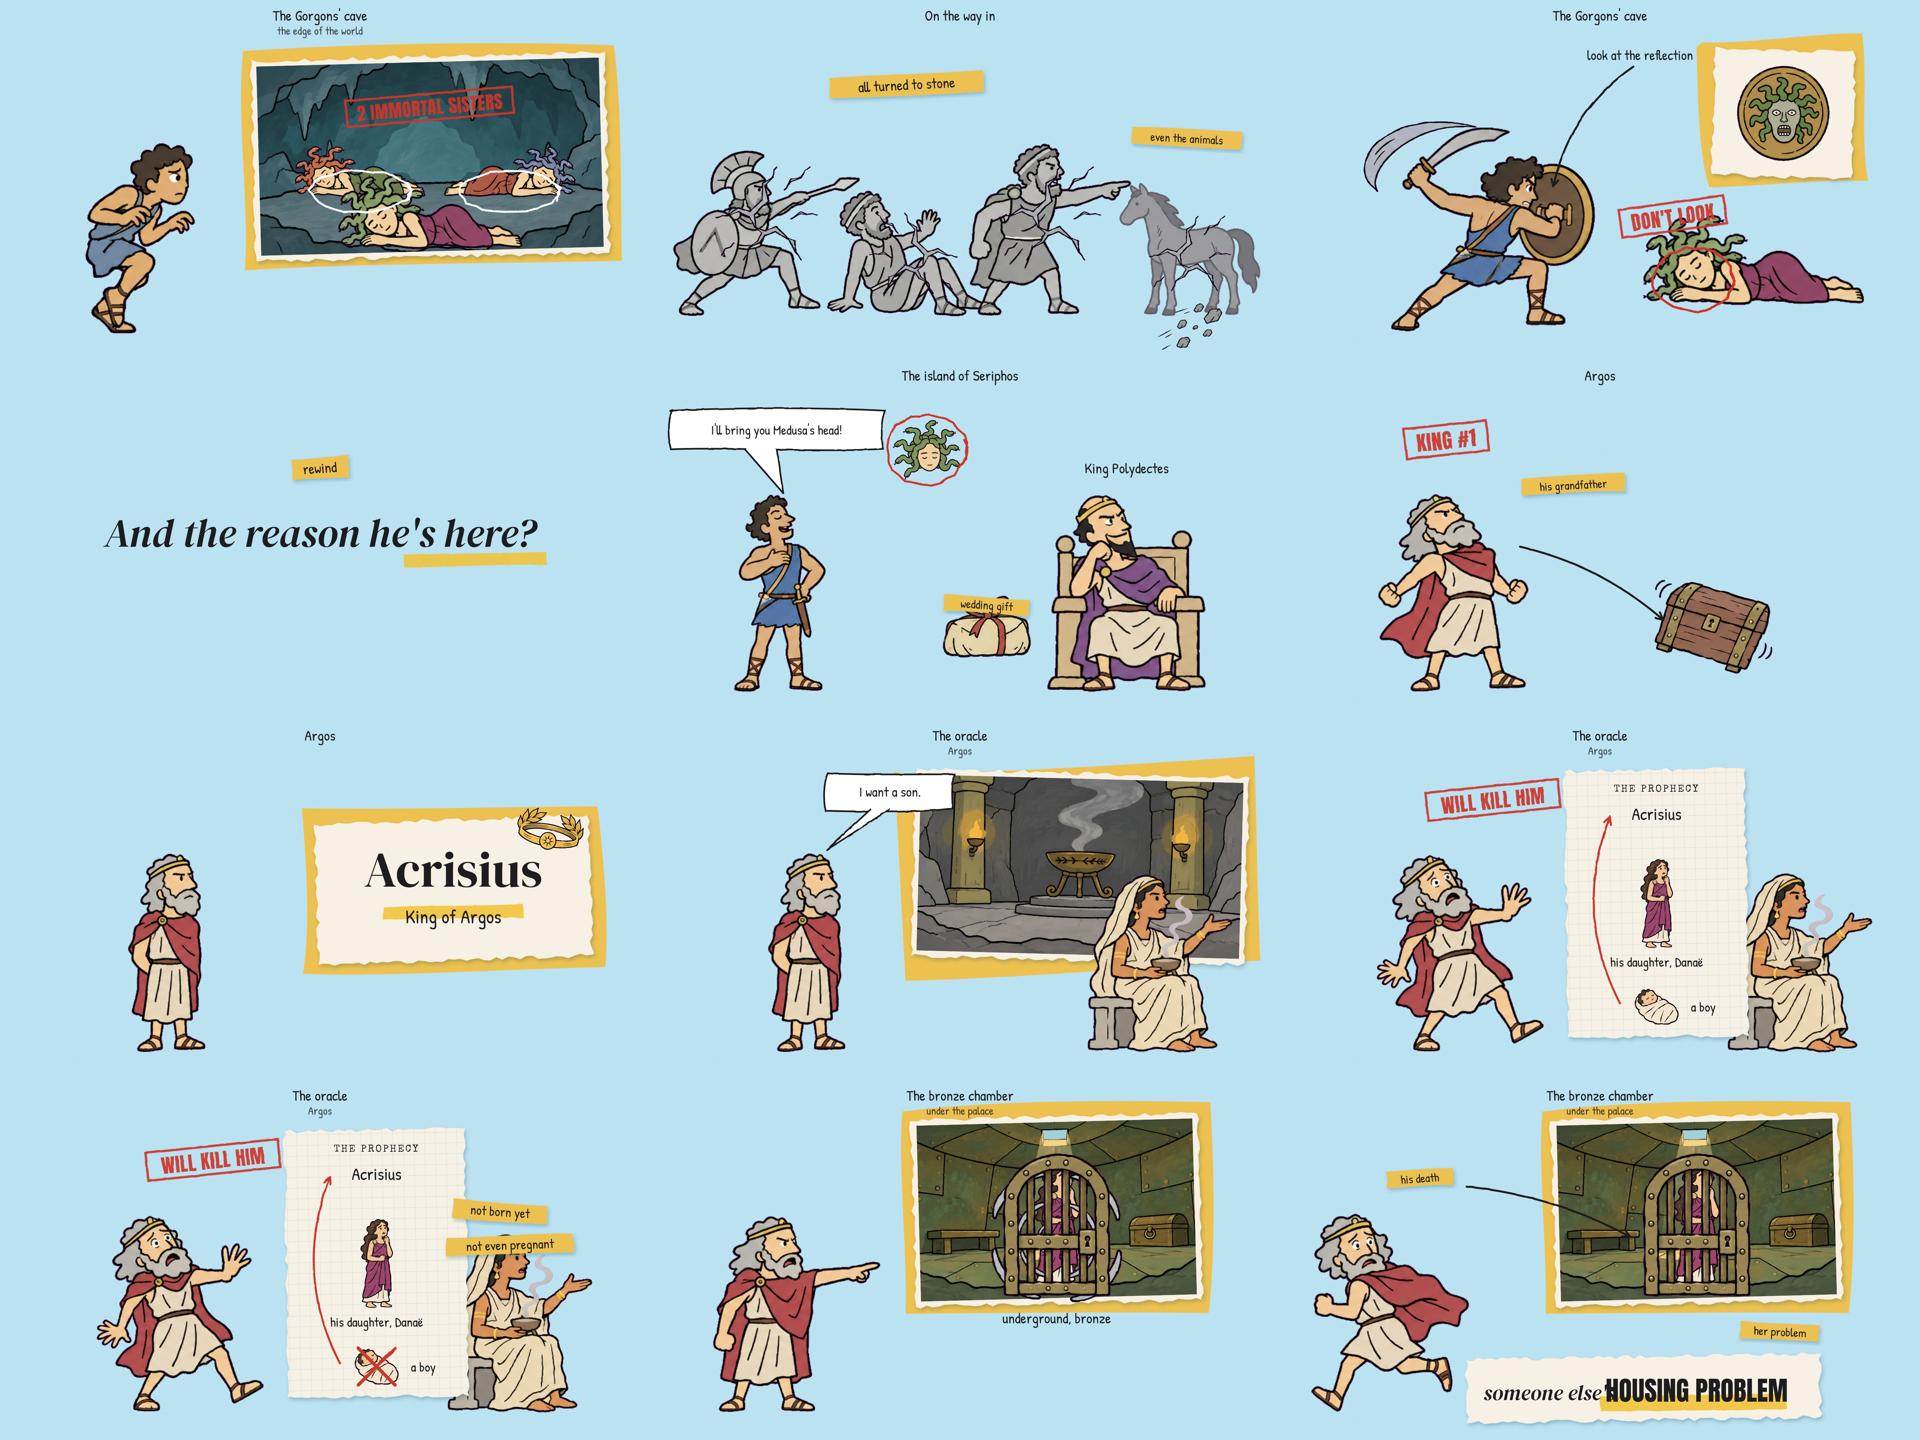 The Gorgons' cave
the edge of the world
2 IMMORTAL SISTERS
On the way in
all turned to stone
even the animals
The Gorgons' cave
look at the reflection
DON'T LOOK
rewind
And the reason he's here?
The island of Seriphos
I'll bring you Medusa's head!
King Polydectes
wedding gift
Argos
KING #1
his grandfather
Argos
Acrisius
King of Argos
The oracle
Argos
I want a son.
The oracle
Argos
WILL KILL HIM
THE PROPHECY
Acrisius
his daughter, Danaë
a boy
The oracle
Argos
WILL KILL HIM
THE PROPHECY
Acrisius
not born yet
not even pregnant
his daughter, Danaë
a boy
The bronze chamber
under the palace
underground, bronze
The bronze chamber
under the palace
his death
her problem
someone else's HOUSING PROBLEM